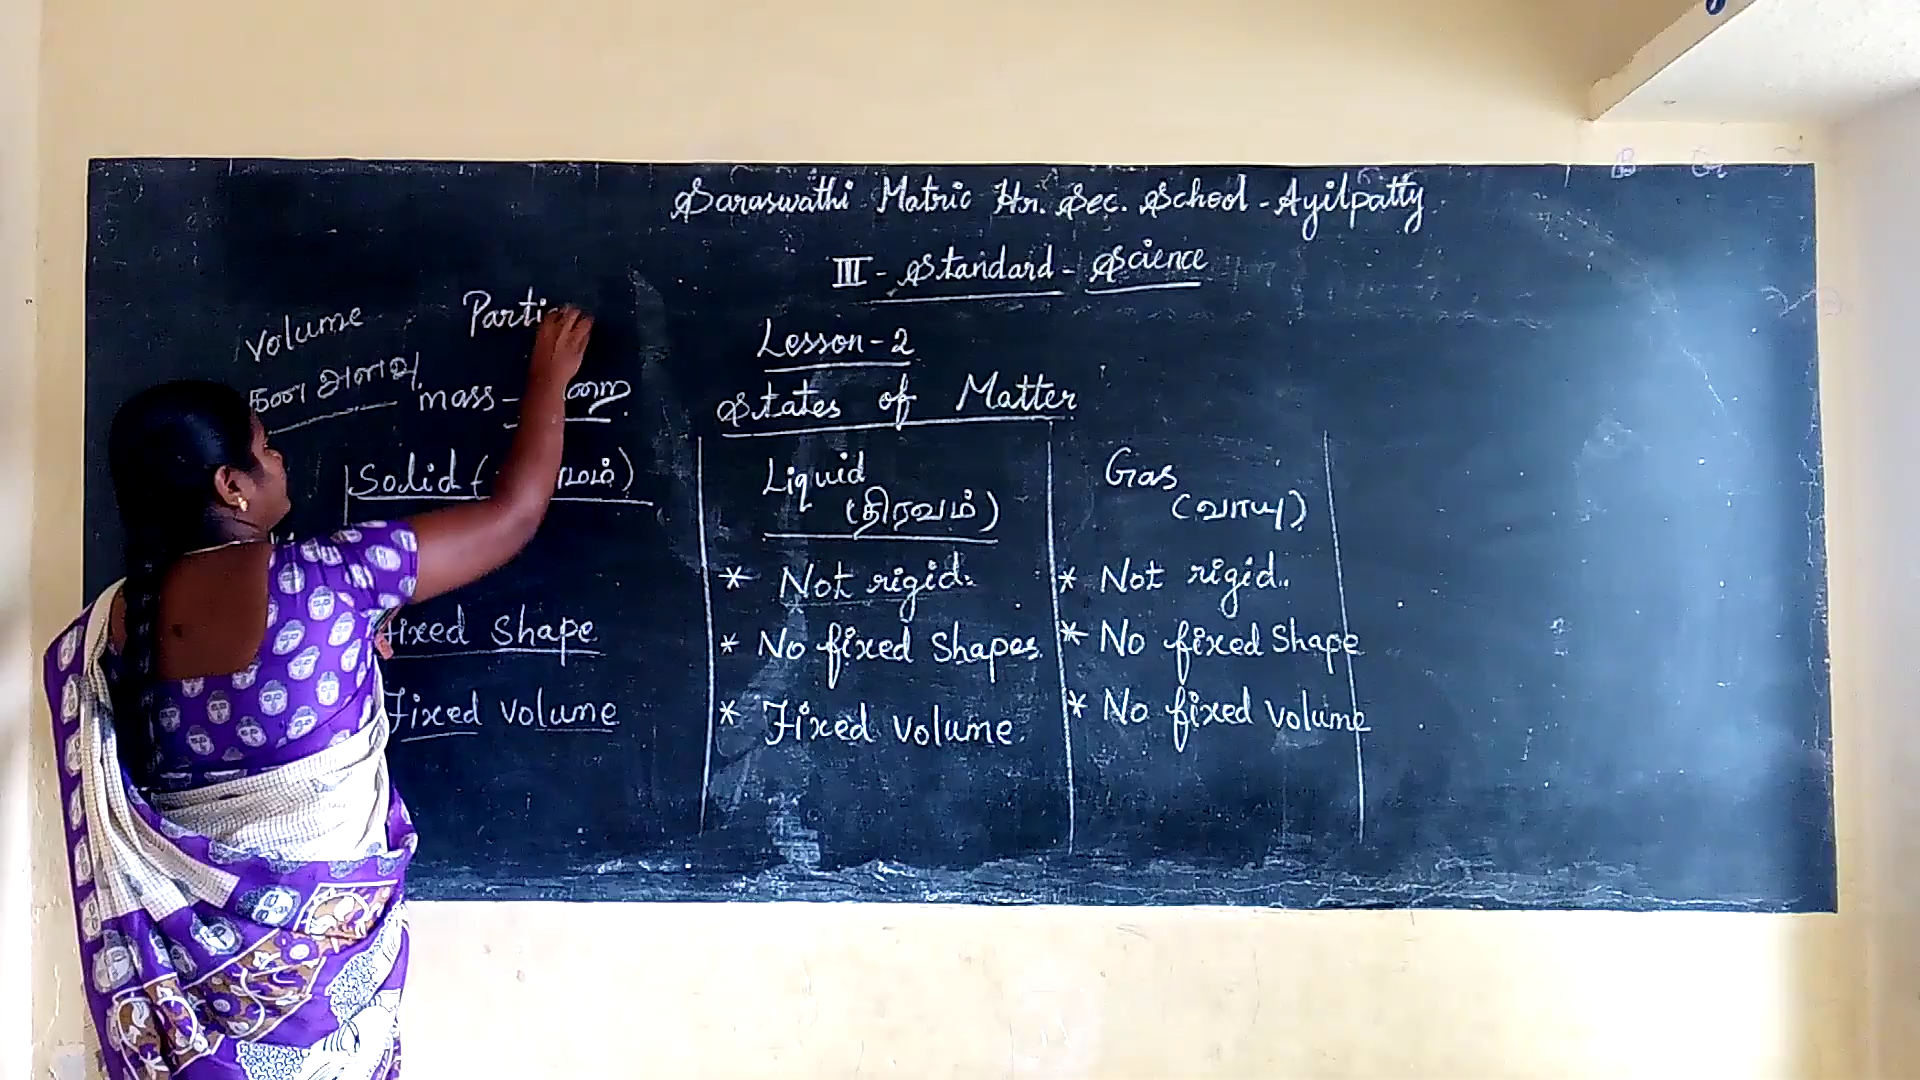 Saraswathi Matric Hr. Sec. School - Ayilpatty
III - Standard - Science
Lesson - 2
States of Matter
Volume
கன அளவு
Parti
mass -
Solid (
Fixed Shape
Fixed Volume
Liquid
(திரவம்)
* Not rigid.
* No fixed Shapes.
* Fixed Volume.
Gas
(வாயு)
* Not rigid..
* No fixed Shape
* No fixed Volume